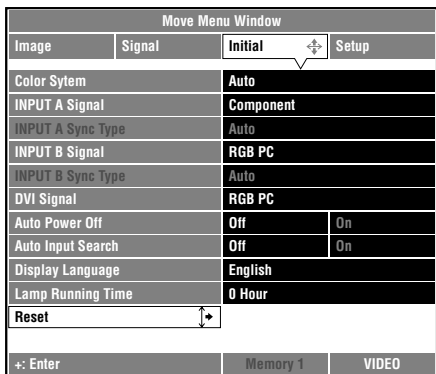 Move Menu Window
Image Signal Initial Setup
Color Sytem Auto
INPUT A Signal Component
INPUT A Sync Type Auto
INPUT B Signal RGB PC
INPUT B Sync Type Auto
DVI Signal RGB PC
Auto Power Off Off On
Auto Input Search Off On
Display Language English
Lamp Running Time 0 Hour
Reset
+: Enter Memory 1 VIDEO